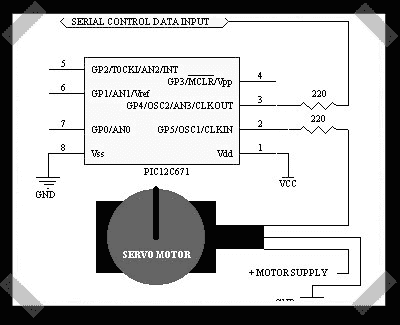 SERIAL CONTROL DATA INPUT
5 GP2/T0CKI/AN2/INT
GP3/MCLR/Vpp 4
6 GP1/AN1/Vref
GP4/OSC2/AN3/CLKOUT 3 220
7 GP0/AN0 GP5/OSC1/CLKIN 2 220
8 Vss Vdd 1
PIC12C671
GND
VCC
SERVO MOTOR
+ MOTOR SUPPLY